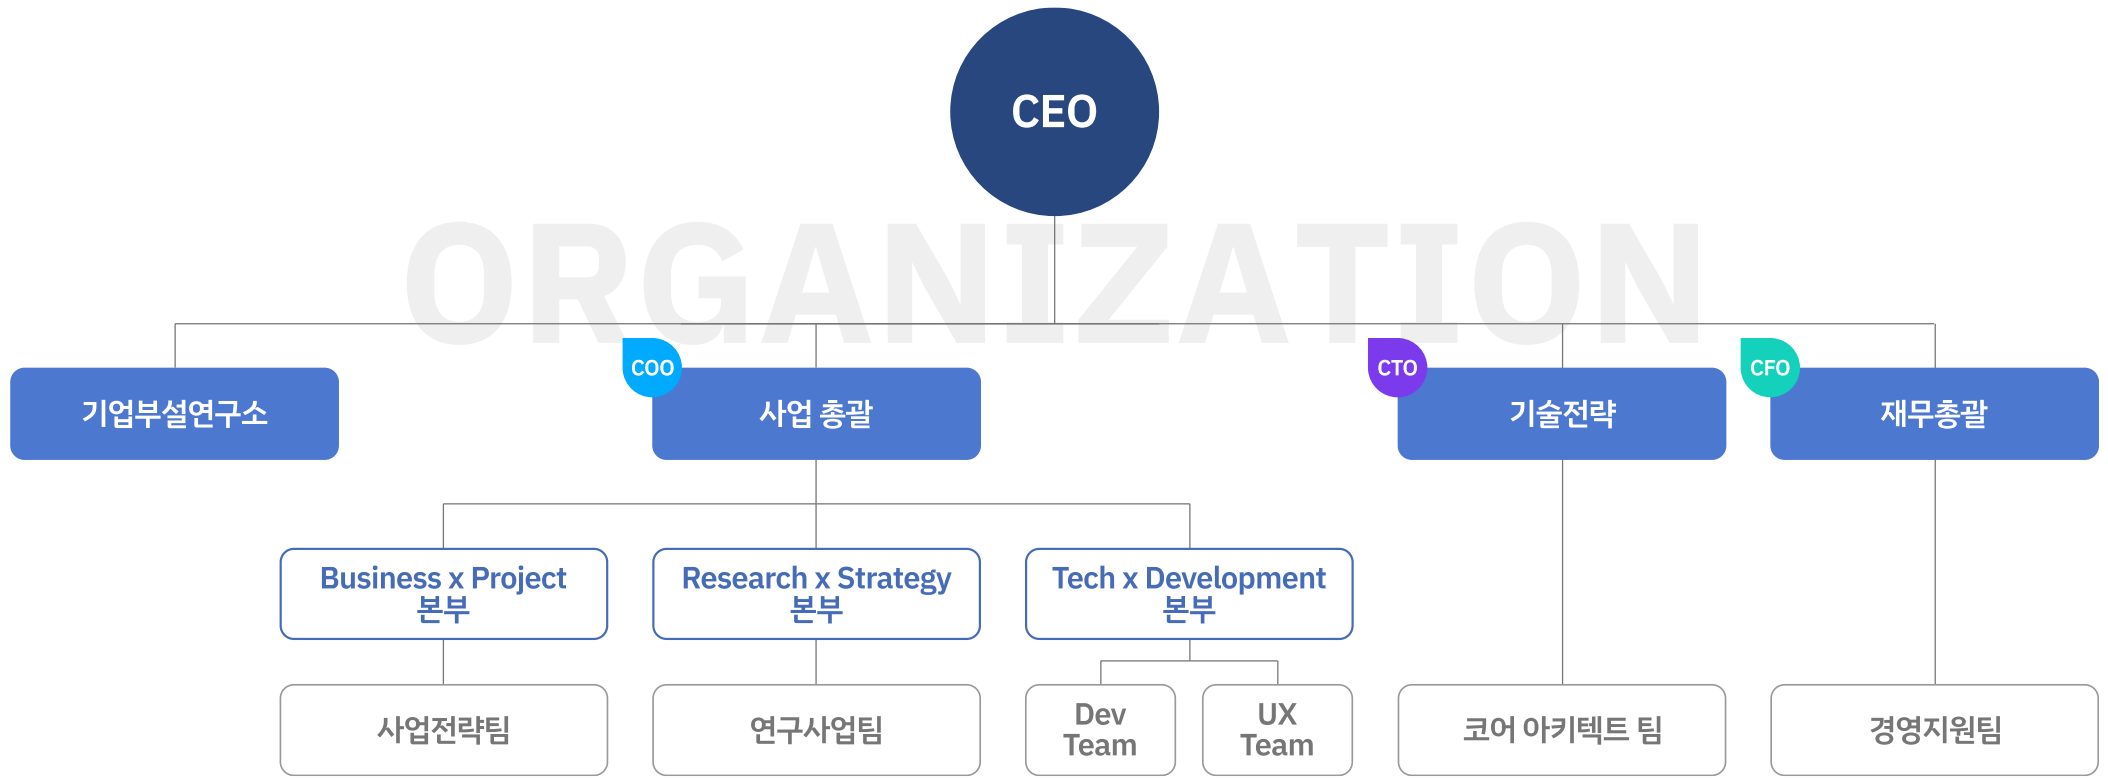 CEO
ORGANIZATION
기업부설연구소
COO
사업 총괄
CTO
기술전략
CFO
재무총괄
Business x Project
본부
Research x Strategy
본부
Tech x Development
본부
사업전략팀
연구사업팀
Dev
Team
UX
Team
코어 아키텍트 팀
경영지원팀